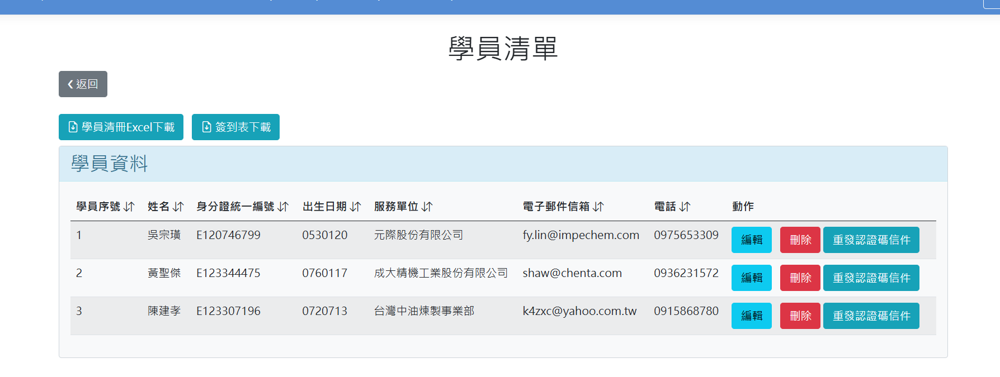 學員清單
返回
學員清冊Excel下載 簽到表下載
學員資料
學員序號 姓名 身分證統一編號 出生日期 服務單位 電子郵件信箱 電話 動作
1 吳宗璜 E120746799 0530120 元際股份有限公司 fy.lin@impechem.com 0975653309 編輯 刪除 重發認證碼信件
2 黃聖傑 E123344475 0760117 成大精機工業股份有限公司 shaw@chenta.com 0936231572 編輯 刪除 重發認證碼信件
3 陳建孝 E123307196 0720713 台灣中油煉製事業部 k4zxc@yahoo.com.tw 0915868780 編輯 刪除 重發認證碼信件